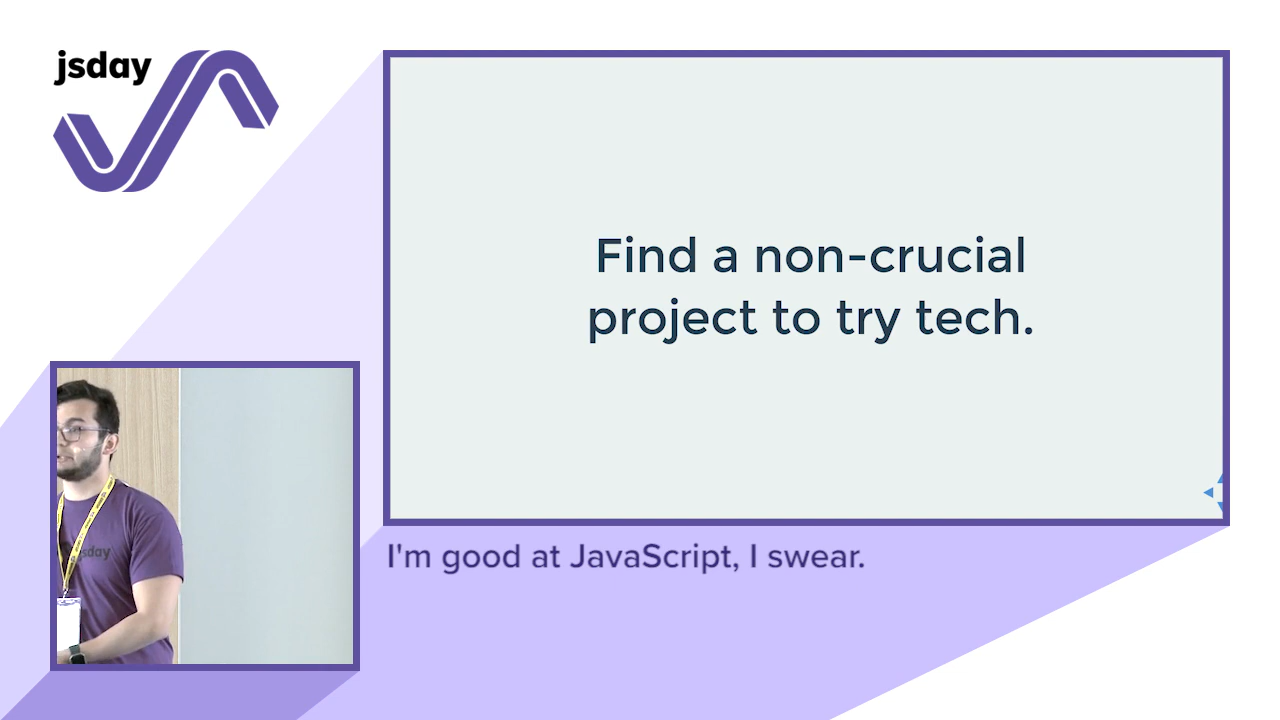 jsday
Find a non-crucial
project to try tech.
I'm good at JavaScript, I swear.
jsday